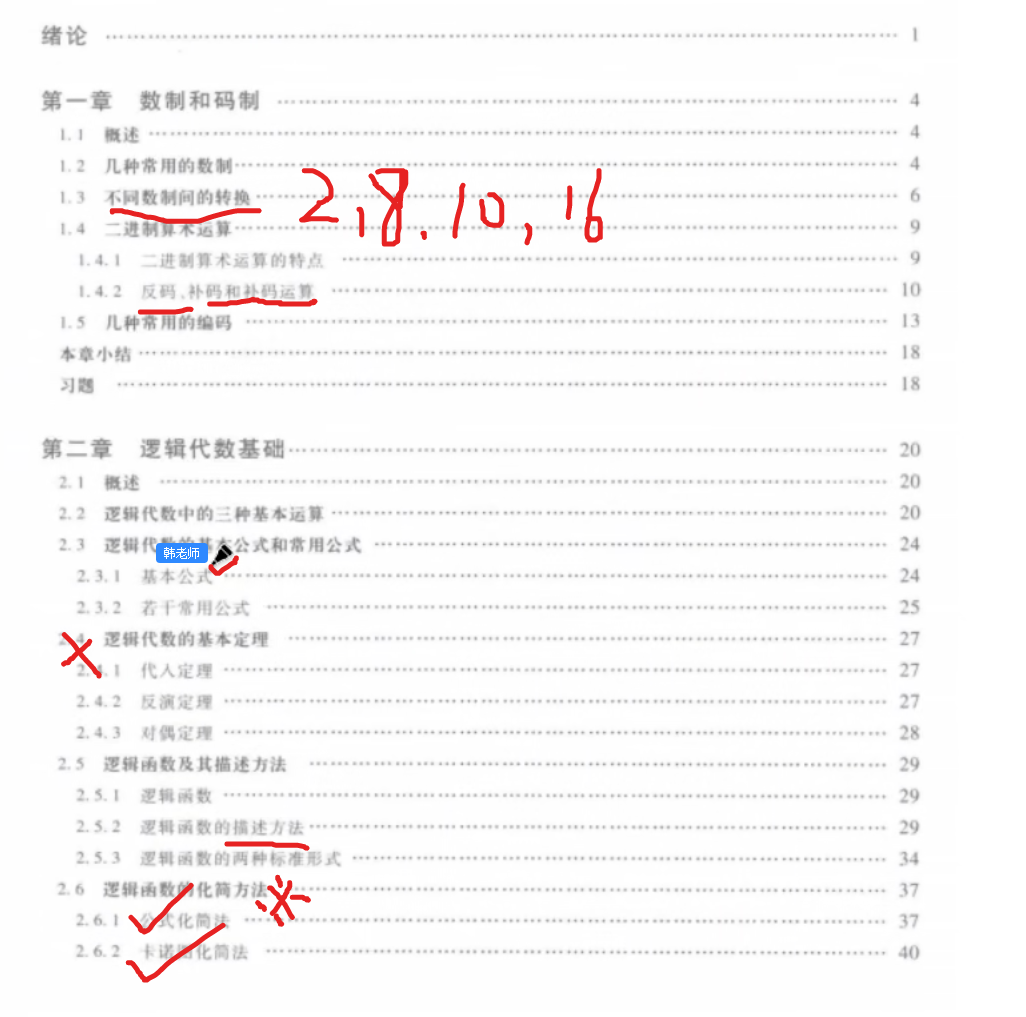 绪论 1
第一章 数制和码制 4
1.1 概述 4
1.2 几种常用的数制 4
1.3 不同数制间的转换 6
2,8.10,16
1.4 二进制算术运算 9
1.4.1 二进制算术运算的特点 9
1.4.2 反码、补码和补码运算 10
1.5 几种常用的编码 13
本章小结 18
习题 18
第二章 逻辑代数基础 20
2.1 概述 20
2.2 逻辑代数中的三种基本运算 20
2.3 逻辑代数的基本公式和常用公式 24
韩老师
2.3.1 基本公式 24
2.3.2 若干常用公式 25
2.4 逻辑代数的基本定理 27
2.4.1 代入定理 27
2.4.2 反演定理 27
2.4.3 对偶定理 28
2.5 逻辑函数及其描述方法 29
2.5.1 逻辑函数 29
2.5.2 逻辑函数的描述方法 29
2.5.3 逻辑函数的两种标准形式 34
2.6 逻辑函数的化简方法 37
2.6.1 公式化简法 37
2.6.2 卡诺图化简法 40